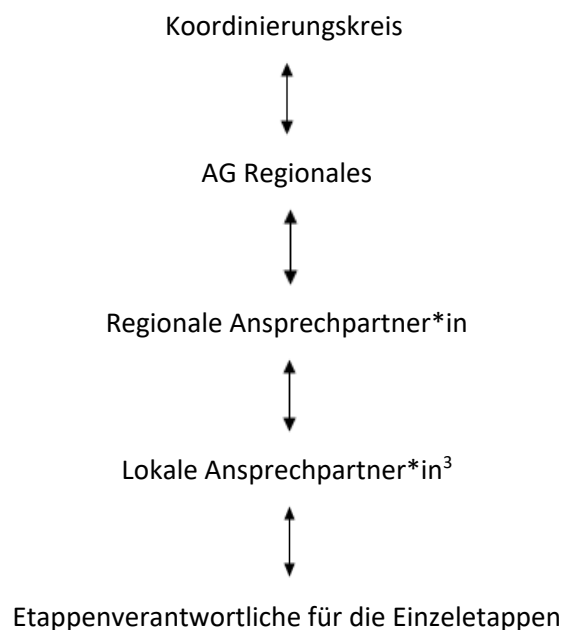 Koordinierungskreis
AG Regionales
Regionale Ansprechpartner*in
Lokale Ansprechpartner*in³
Etappenverantwortliche für die Einzeletappen